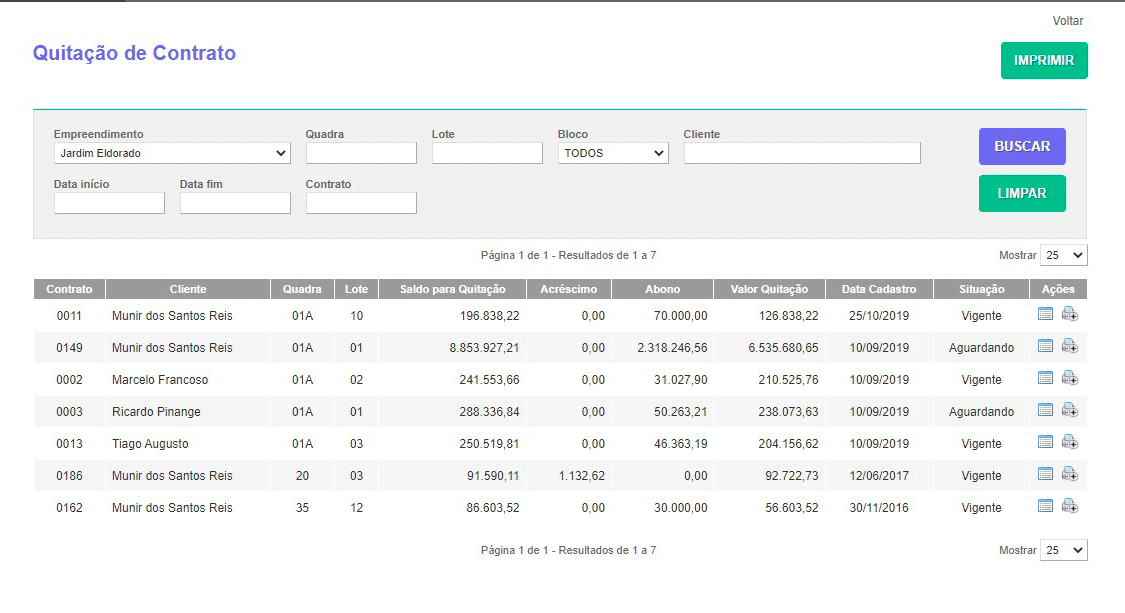 Voltar
Quitação de Contrato
IMPRIMIR
Empreendimento Quadra Lote Bloco Cliente
Jardim Eldorado TODOS
BUSCAR
Data início Data fim Contrato
LIMPAR
Página 1 de 1 - Resultados de 1 a 7 Mostrar 25
Contrato Cliente Quadra Lote Saldo para Quitação Acréscimo Abono Valor Quitação Data Cadastro Situação Ações
0011 Munir dos Santos Reis 01A 10 196.838,22 0,00 70.000,00 126.838,22 25/10/2019 Vigente
0149 Munir dos Santos Reis 01A 01 8.853.927,21 0,00 2.318.246,56 6.535.680,65 10/09/2019 Aguardando
0002 Marcelo Francoso 01A 02 241.553,66 0,00 31.027,90 210.525,76 10/09/2019 Vigente
0003 Ricardo Pinange 01A 01 288.336,84 0,00 50.263,21 238.073,63 10/09/2019 Aguardando
0013 Tiago Augusto 01A 03 250.519,81 0,00 46.363,19 204.156,62 10/09/2019 Vigente
0186 Munir dos Santos Reis 20 03 91.590,11 1.132,62 0,00 92.722,73 12/06/2017 Vigente
0162 Munir dos Santos Reis 35 12 86.603,52 0,00 30.000,00 56.603,52 30/11/2016 Vigente
Página 1 de 1 - Resultados de 1 a 7 Mostrar 25